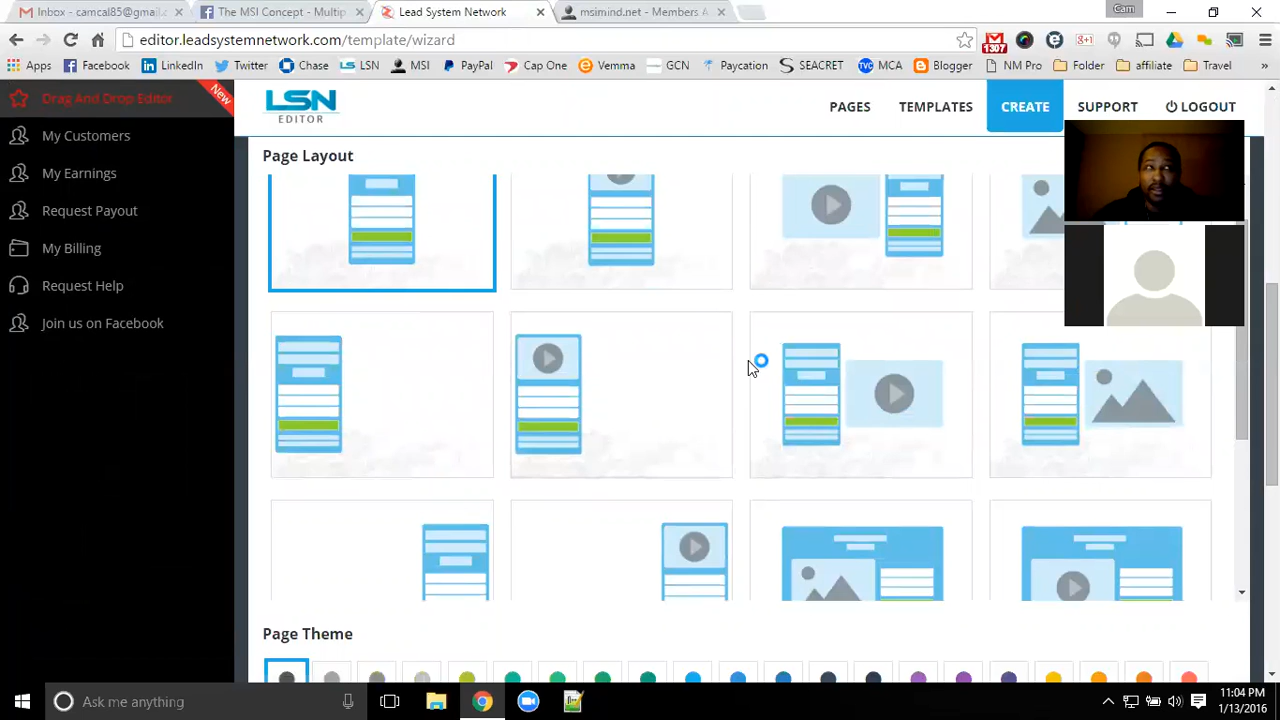 Inbox - camcal85@gmail.c
The MSI Concept - Multip
Lead System Network
msimind.net - Members A
Cam
editor.leadsystemnetwork.com/template/wizard
1307
Apps
Facebook
LinkedIn
Twitter
Chase
LSN
MSI
PayPal
Cap One
Vemma
GCN
Paycation
SEACRET
MCA
Blogger
NM Pro
Folder
affiliate
Travel
Drag And Drop Editor
New
My Customers
My Earnings
Request Payout
My Billing
Request Help
Join us on Facebook
LSN
EDITOR
PAGES
TEMPLATES
CREATE
SUPPORT
LOGOUT
Page Layout
Page Theme
Ask me anything
11:04 PM
1/13/2016